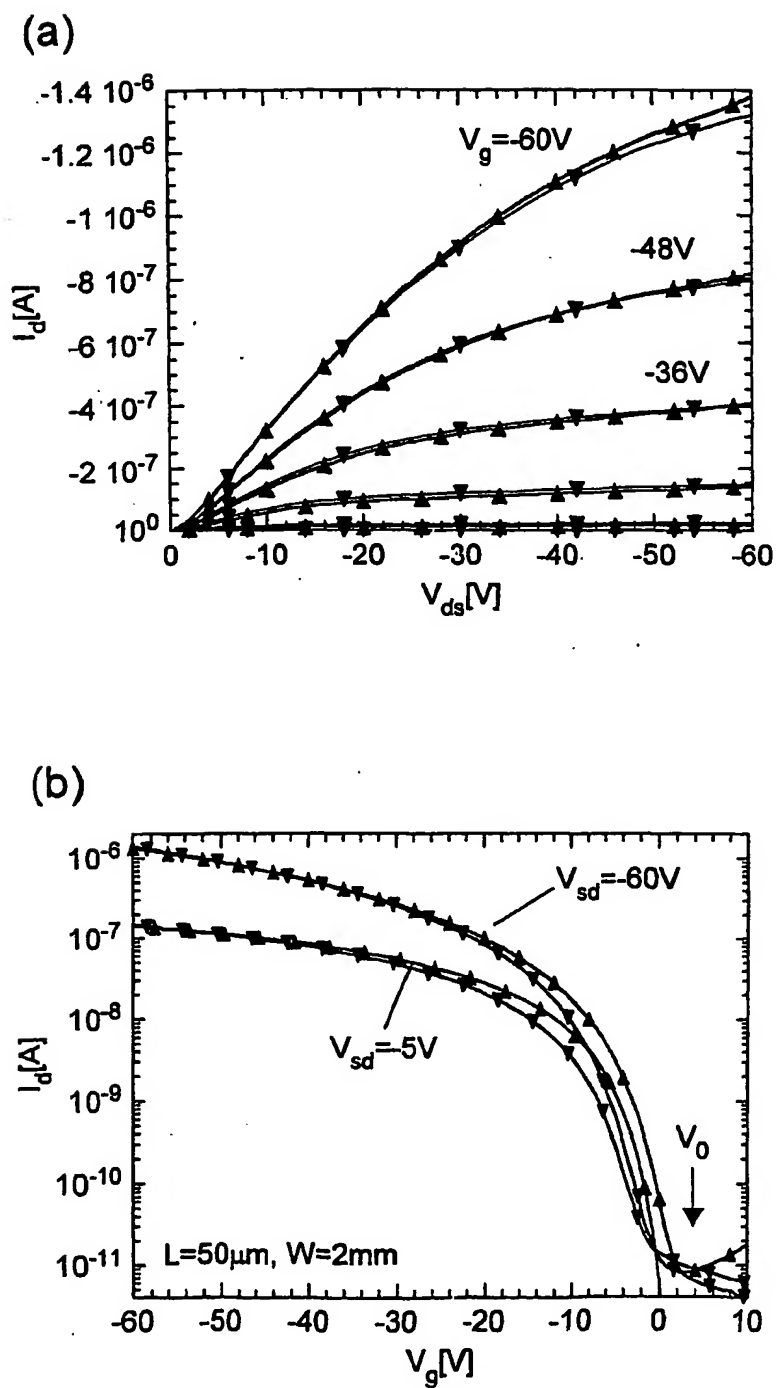 (a)
-1.4 10⁻⁶
-1.2 10⁻⁶
-1 10⁻⁶
-8 10⁻⁷
-6 10⁻⁷
-4 10⁻⁷
-2 10⁻⁷
10⁰
I_d[A]
V_g=-60V
-48V
-36V
0 -10 -20 -30 -40 -50 -60
V_ds[V]
(b)
10⁻⁶
10⁻⁷
10⁻⁸
10⁻⁹
10⁻¹⁰
10⁻¹¹
I_d[A]
V_sd=-60V
V_sd=-5V
V_0
L=50µm, W=2mm
-60 -50 -40 -30 -20 -10 0 10
V_g[V]